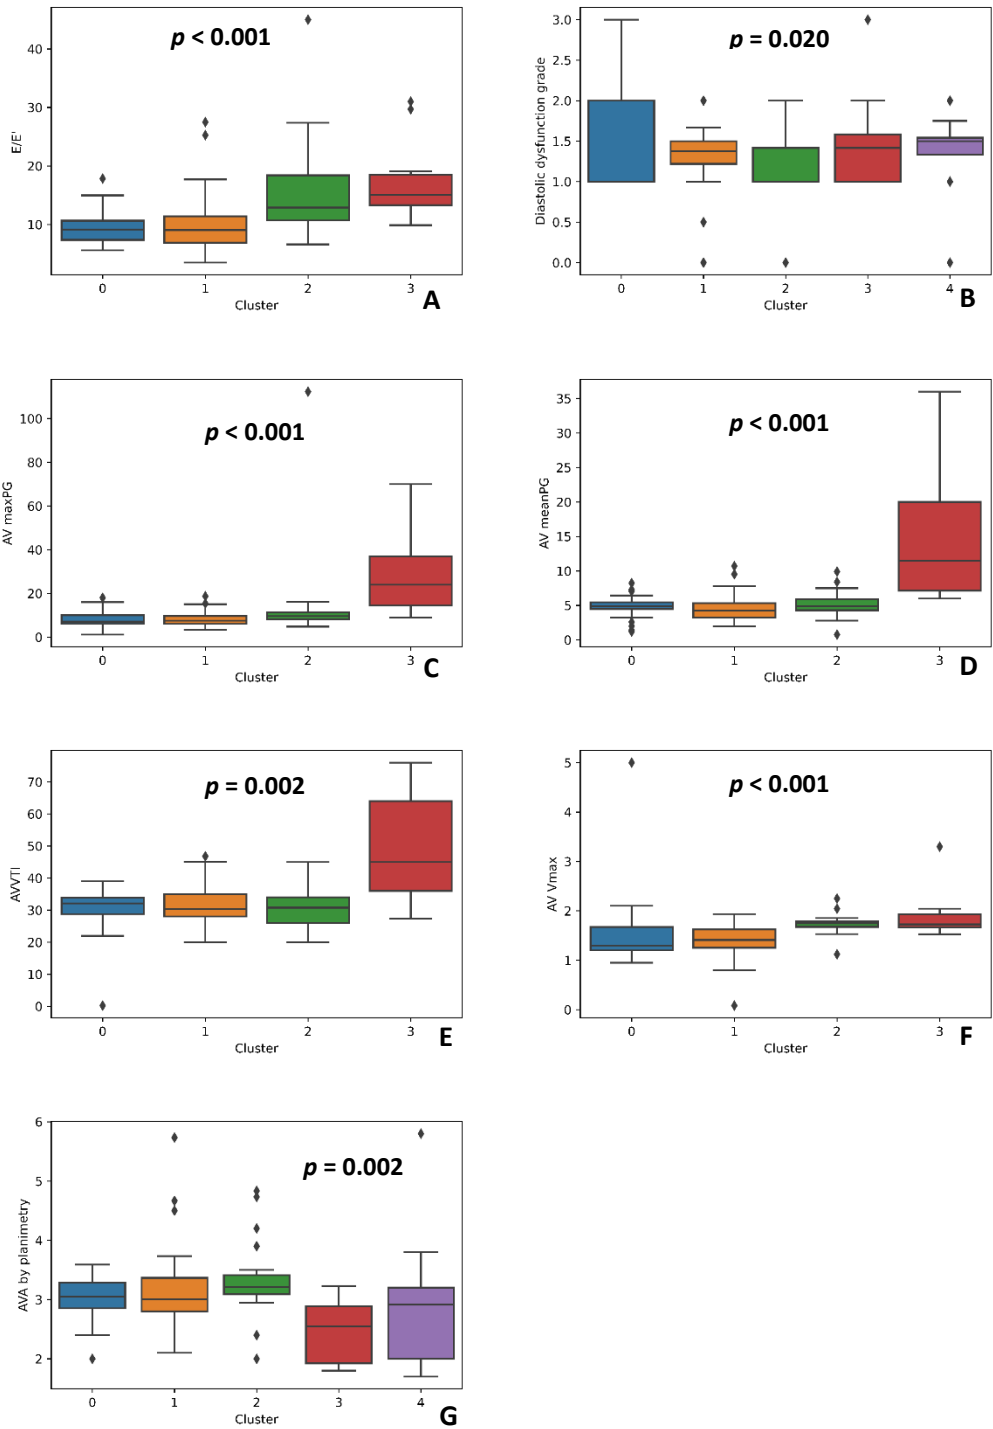 p < 0.001
40
30
20
10
E/E'
0 1 2 3
Cluster
A
p = 0.020
3.0
2.5
2.0
1.5
1.0
0.5
0.0
Diastolic dysfunction grade
0 1 2 3 4
Cluster
B
p < 0.001
100
80
60
40
20
0
AV maxPG
0 1 2 3
Cluster
C
p < 0.001
35
30
25
20
15
10
5
0
AV meanPG
0 1 2 3
Cluster
D
p = 0.002
70
60
50
40
30
20
10
0
AVVTI
0 1 2 3
Cluster
E
p < 0.001
5
4
3
2
1
0
AV Vmax
0 1 2 3
Cluster
F
p = 0.002
6
5
4
3
2
AVA by planimetry
0 1 2 3 4
Cluster
G